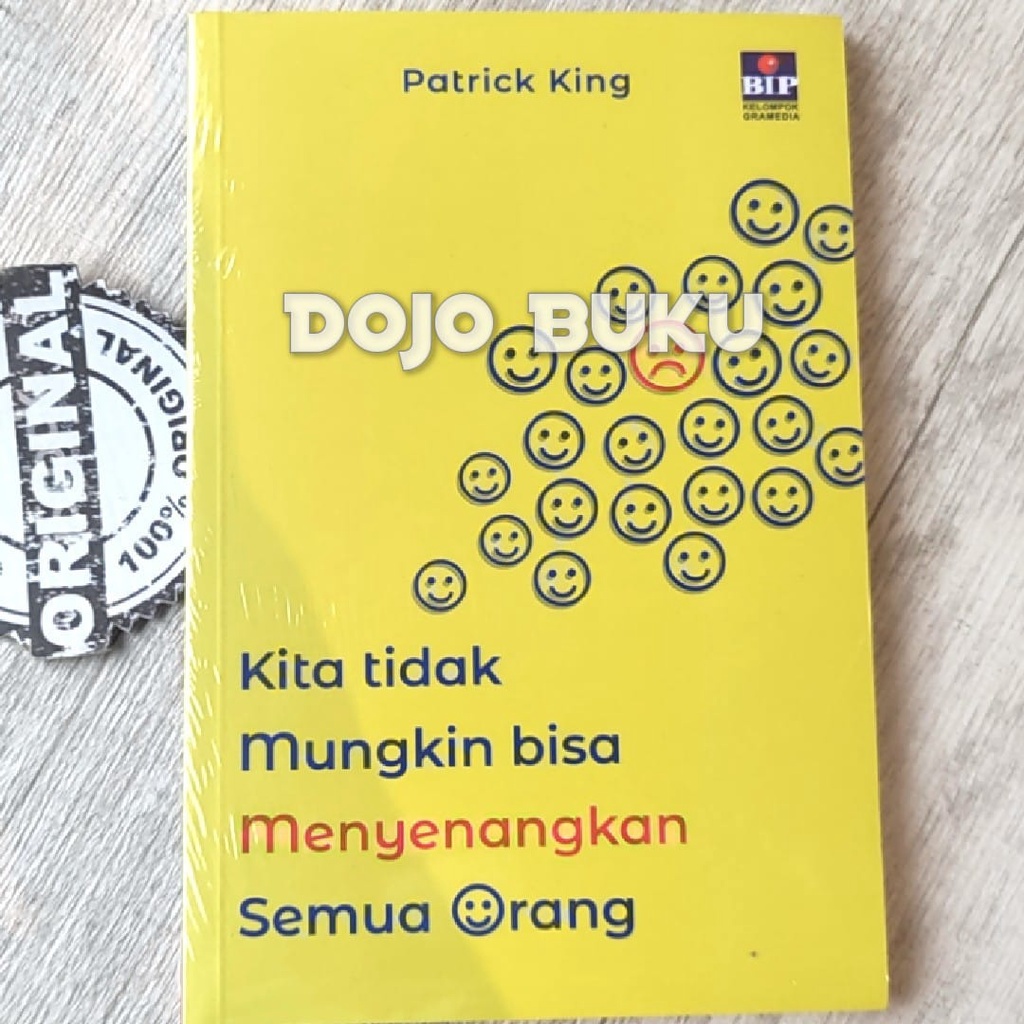 Patrick King
BIP
KELOMPOK
GRAMEDIA
DOJO BUKU
ORIGINAL
ORIGINAL
100%
Kita tidak
Mungkin bisa
Menyenangkan
Semua Orang